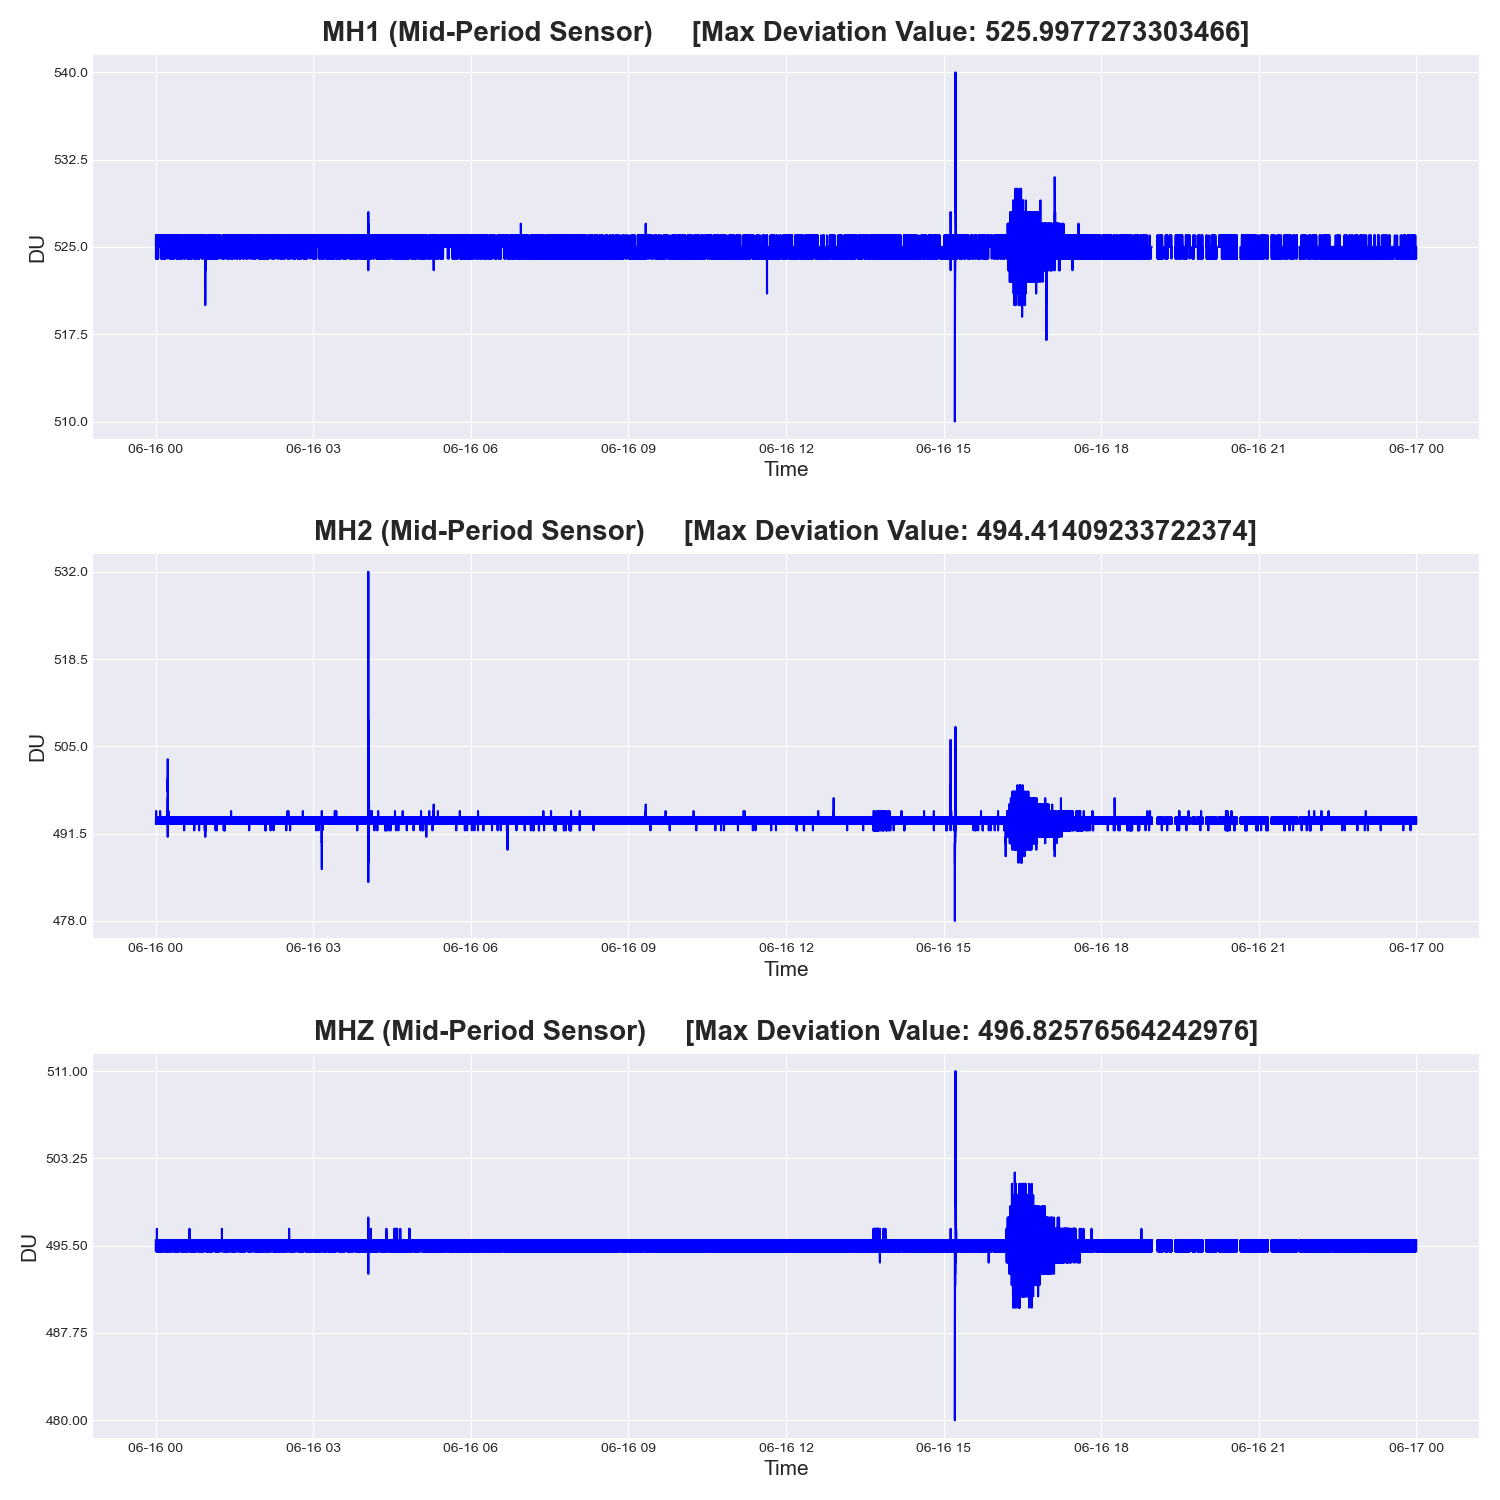 MH1 (Mid-Period Sensor) [Max Deviation Value: 525.9977273303466]
540.0
532.5
525.0
517.5
510.0
DU
06-16 00 06-16 03 06-16 06 06-16 09 06-16 12 06-16 15 06-16 18 06-16 21 06-17 00
Time
MH2 (Mid-Period Sensor) [Max Deviation Value: 494.41409233722374]
532.0
518.5
505.0
491.5
478.0
DU
06-16 00 06-16 03 06-16 06 06-16 09 06-16 12 06-16 15 06-16 18 06-16 21 06-17 00
Time
MHZ (Mid-Period Sensor) [Max Deviation Value: 496.82576564242976]
511.00
503.25
495.50
487.75
480.00
DU
06-16 00 06-16 03 06-16 06 06-16 09 06-16 12 06-16 15 06-16 18 06-16 21 06-17 00
Time